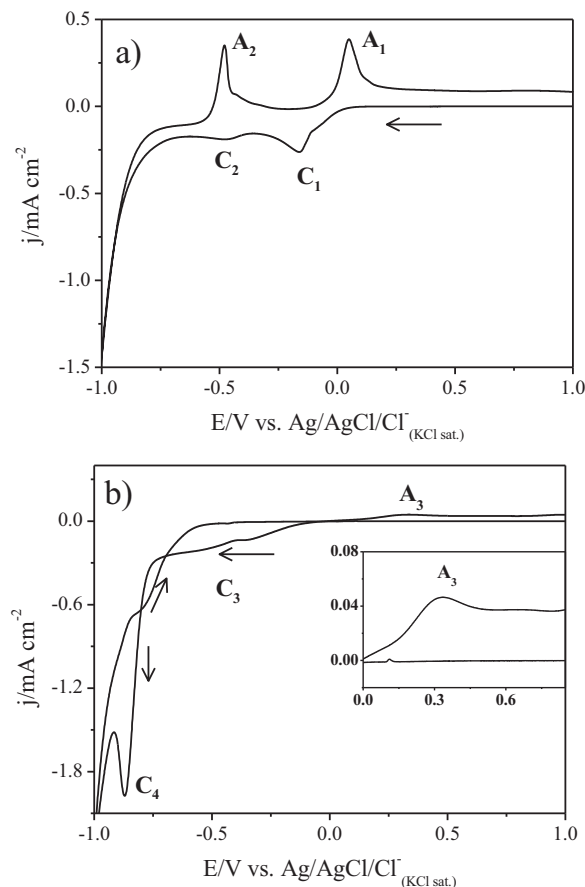 a)
A₂
A₁
C₂
C₁
0.5
0.0
-0.5
-1.0
-1.5
j/mA cm⁻²
-1.0 -0.5 0.0 0.5 1.0
E/V vs. Ag/AgCl/Cl⁻(KCl sat.)
b)
A₃
C₃
C₄
0.0
-0.6
-1.2
-1.8
j/mA cm⁻²
0.08
A₃
0.04
0.00
0.0 0.3 0.6
-1.0 -0.5 0.0 0.5 1.0
E/V vs. Ag/AgCl/Cl⁻(KCl sat.)